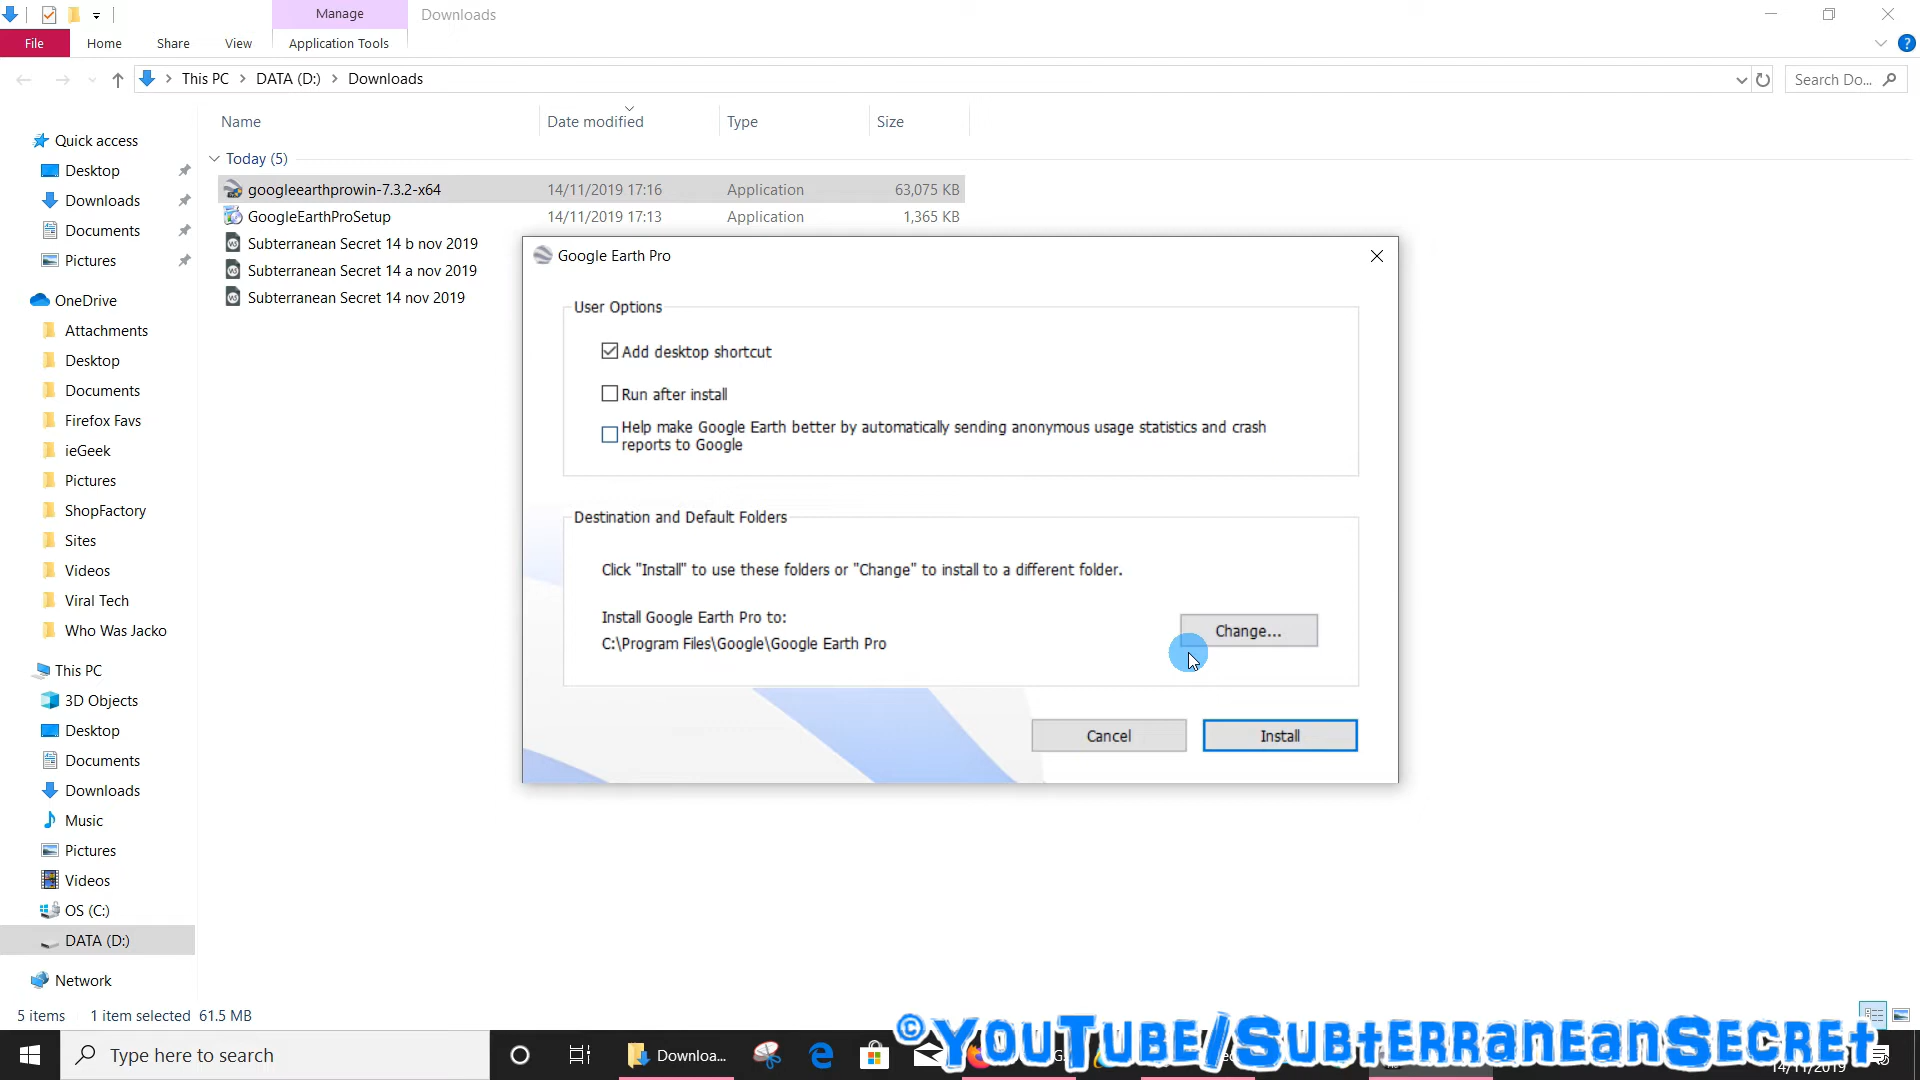 Manage
Downloads
File
Home
Share
View
Application Tools
This PC
DATA (D:)
Downloads
Search Do...
Name
Date modified
Type
Size
Today (5)
googleearthprowin-7.3.2-x64
14/11/2019 17:16
Application
63,075 KB
GoogleEarthProSetup
14/11/2019 17:13
Application
1,365 KB
Subterranean Secret 14 b nov 2019
Subterranean Secret 14 a nov 2019
Subterranean Secret 14 nov 2019
Quick access
Desktop
Downloads
Documents
Pictures
OneDrive
Attachments
Desktop
Documents
Firefox Favs
ieGeek
Pictures
ShopFactory
Sites
Videos
Viral Tech
Who Was Jacko
This PC
3D Objects
Desktop
Documents
Downloads
Music
Pictures
Videos
OS (C:)
DATA (D:)
Network
Google Earth Pro
User Options
Add desktop shortcut
Run after install
Help make Google Earth better by automatically sending anonymous usage statistics and crash
reports to Google
Destination and Default Folders
Click "Install" to use these folders or "Change" to install to a different folder.
Install Google Earth Pro to:
C:\Program Files\Google\Google Earth Pro
Change...
Cancel
Install
5 items
1 item selected 61.5 MB
Type here to search
Downloa...
©YouTube/SubterraneanSecret
14/11/2019